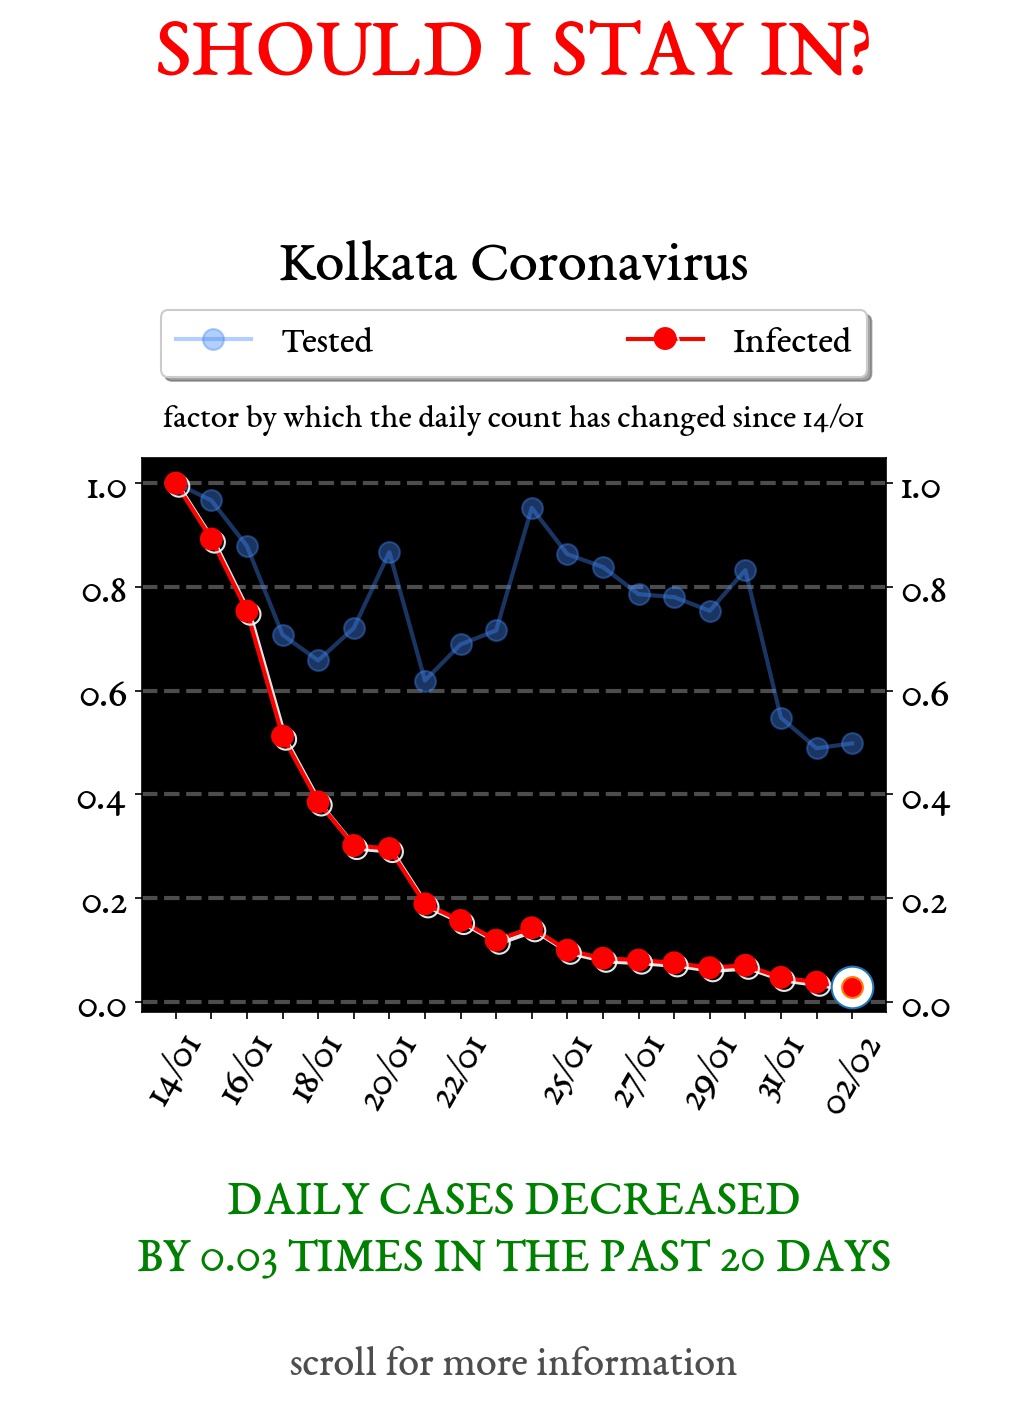 SHOULD I STAY IN?
Kolkata Coronavirus
Tested Infected
factor by which the daily count has changed since 14/01
1.0 1.0
0.8 0.8
0.6 0.6
0.4 0.4
0.2 0.2
0.0 0.0
14/01 16/01 18/01 20/01 22/01 25/01 27/01 29/01 31/01 02/02
DAILY CASES DECREASED
BY 0.03 TIMES IN THE PAST 20 DAYS
scroll for more information